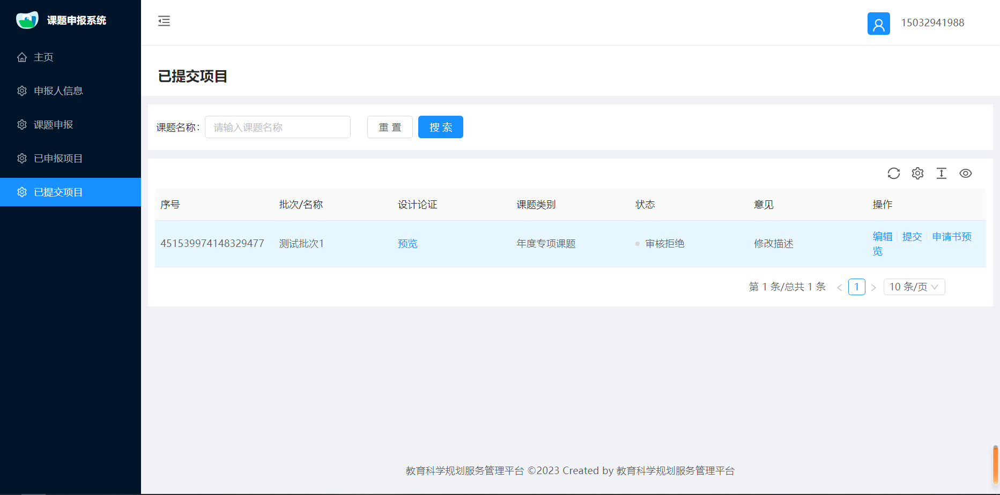 课题申报系统
15032941988
主页
申报人信息
课题申报
已申报项目
已提交项目
已提交项目
课题名称: 请输入课题名称 重 置 搜 索
序号 批次/名称 设计论证 课题类别 状态 意见 操作
451539974148329477 测试批次1 预览 年度专项课题 审核拒绝 修改描述 编辑 提交 申请书预
览
第 1 条/总共 1 条 1 10 条/页
教育科学规划服务管理平台 ©2023 Created by 教育科学规划服务管理平台